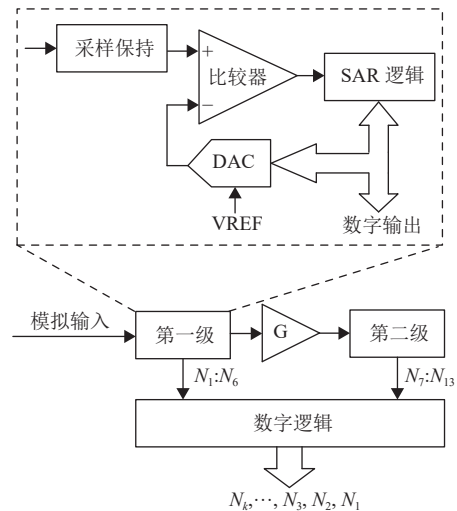 采样保持
+
比较器
−
SAR 逻辑
DAC
VREF
数字输出
模拟输入
第一级
G
第二级
N1:N6
N7:N13
数字逻辑
Nk,⋯, N3, N2, N1